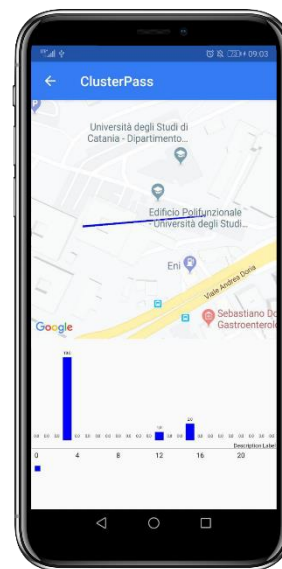 09:03
← ClusterPass
Università degli Studi di
Catania - Dipartimento...
Edificio Polifunzionale
- Università degli Studi...
Eni
Viale Andrea Doria
Sebastiano Do
Gastroenterolo
Google
Description Label
0 4 8 12 16 20